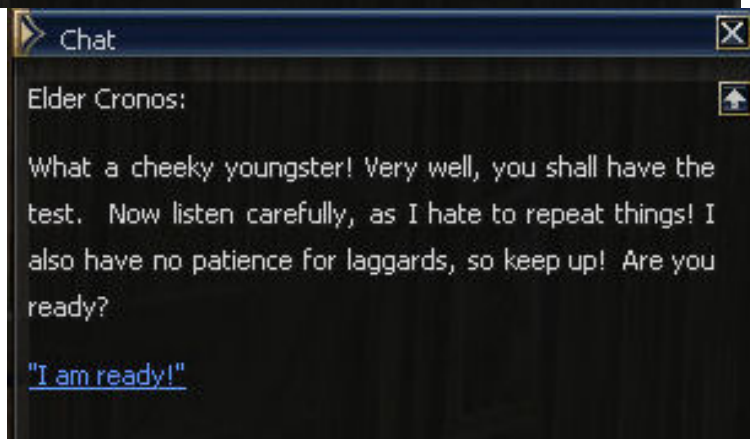 Chat
Elder Cronos:
What a cheeky youngster! Very well, you shall have the
test. Now listen carefully, as I hate to repeat things! I
also have no patience for laggards, so keep up! Are you
ready?
"I am ready!"